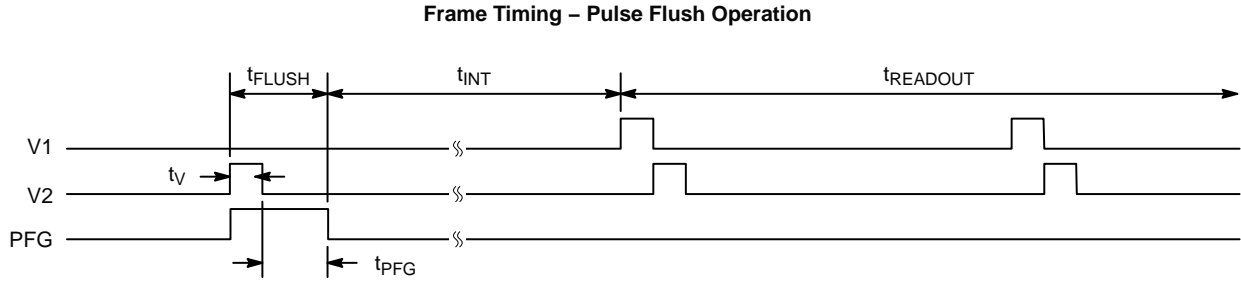 Frame Timing – Pulse Flush Operation
tFLUSH
tINT
tREADOUT
V1
tV
V2
PFG
tPFG